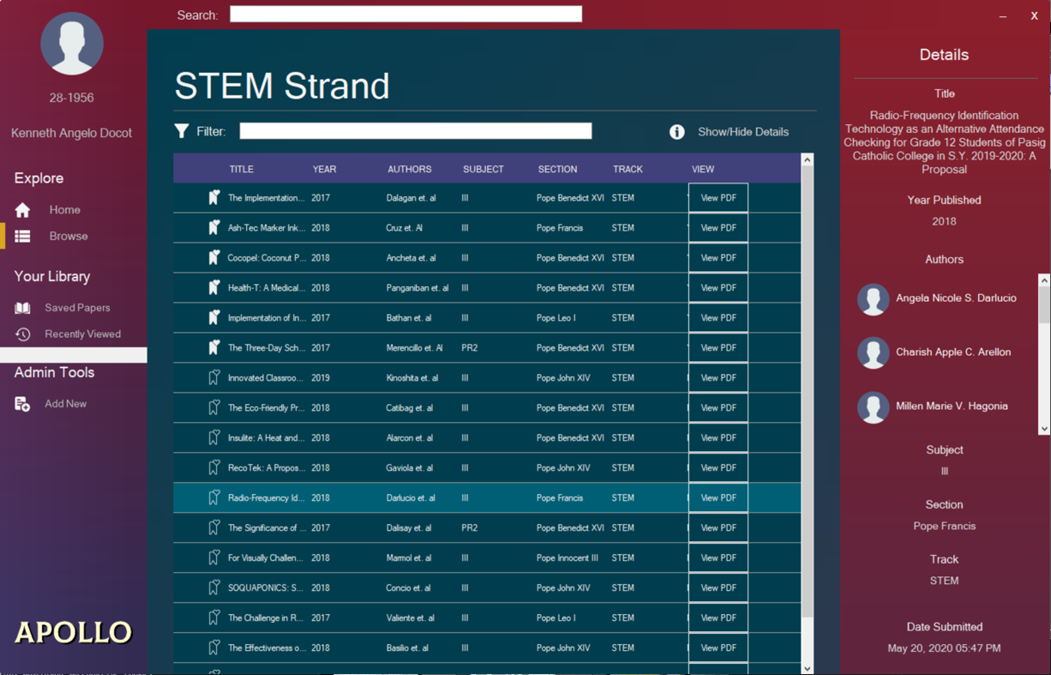 Search:
– X
28-1956
Kenneth Angelo Docot
Explore
Home
Browse
Your Library
Saved Papers
Recently Viewed
Admin Tools
Add New
APOLLO
STEM Strand
Filter:
Show/Hide Details
TITLE YEAR AUTHORS SUBJECT SECTION TRACK VIEW
The Implementation... 2017 Dalagan et. al III Pope Benedict XVI STEM View PDF
Ash-Tec Marker Ink... 2018 Cruz et. Al III Pope Francis STEM View PDF
Cocopel: Coconut P... 2018 Ancheta et. al III Pope Benedict XVI STEM View PDF
Health-T: A Medical... 2018 Panganiban et. al III Pope Benedict XVI STEM View PDF
Implementation of In... 2017 Bathan et. al III Pope Leo I STEM View PDF
The Three-Day Sch... 2017 Merencillo et. Al PR2 Pope Benedict XVI STEM View PDF
Innovated Classroo... 2019 Kinoshita et. al III Pope John XIV STEM View PDF
The Eco-Friendly Pr... 2018 Catibag et. al III Pope Benedict XVI STEM View PDF
Insulite: A Heat and... 2018 Alarcon et. al III Pope Benedict XVI STEM View PDF
RecoTek: A Propos... 2018 Gaviola et. al III Pope John XIV STEM View PDF
Radio-Frequency Id... 2018 Darlucio et. al III Pope Francis STEM View PDF
The Significance of ... 2017 Dalisay et. al PR2 Pope Benedict XVI STEM View PDF
For Visually Challen... 2018 Marmol et. al III Pope Innocent III STEM View PDF
SOQUAPONICS: S... 2018 Concio et. al III Pope John XIV STEM View PDF
The Challenge in R... 2017 Valiente et. al III Pope Leo I STEM View PDF
The Effectiveness o... 2018 Basilio et. al III Pope John XIV STEM View PDF
Details
Title
Radio-Frequency Identification
Technology as an Alternative Attendance
Checking for Grade 12 Students of Pasig
Catholic College in S.Y. 2019-2020: A
Proposal
Year Published
2018
Authors
Angela Nicole S. Darlucio
Charish Apple C. Arellon
Millen Marie V. Hagonia
Subject
III
Section
Pope Francis
Track
STEM
Date Submitted
May 20, 2020 05:47 PM